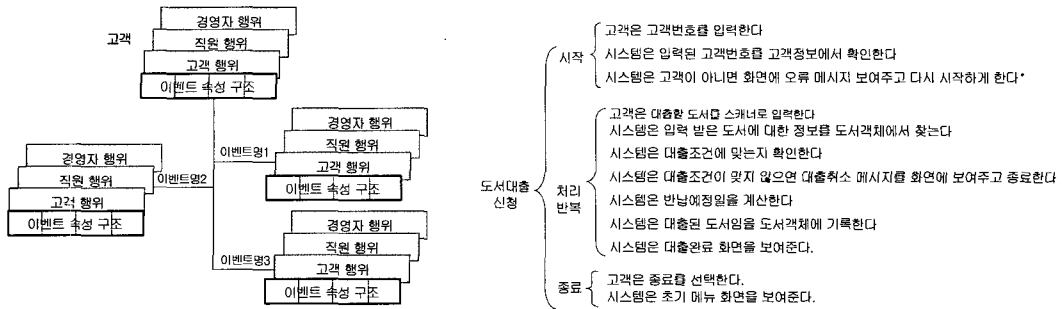 고객
경영자 행위
직원 행위
고객 행위
이벤트 속성 구조
이벤트명1
경영자 행위
직원 행위
고객 행위
이벤트 속성 구조
이벤트명2
경영자 행위
직원 행위
고객 행위
이벤트 속성 구조
이벤트명3
경영자 행위
직원 행위
고객 행위
이벤트 속성 구조
도서대출
신청
시작
고객은 고객번호를 입력한다
시스템은 입력된 고객번호를 고객정보에서 확인한다
시스템은 고객이 아니면 화면에 오류 메시지 보여주고 다시 시작하게 한다*
처리
반복
고객은 대출할 도서를 스캐너로 입력한다
시스템은 입력 받은 도서에 대한 정보를 도서객체에서 찾는다
시스템은 대출조건에 맞는지 확인한다
시스템은 대출조건이 맞지 않으면 대출취소 메시지를 화면에 보여주고 종료한다
시스템은 반납예정일을 계산한다
시스템은 대출된 도서임을 도서객체에 기록한다
시스템은 대출완료 화면을 보여준다.
종료
고객은 종료를 선택한다.
시스템은 초기 메뉴 화면을 보여준다.